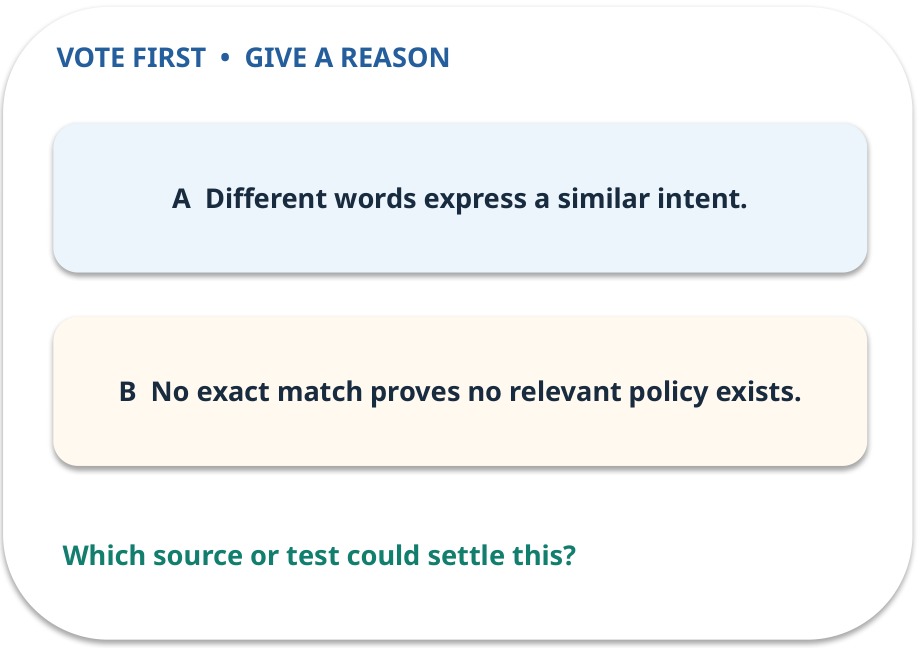 VOTE FIRST • GIVE A REASON
A Different words express a similar intent.
B No exact match proves no relevant policy exists.
Which source or test could settle this?